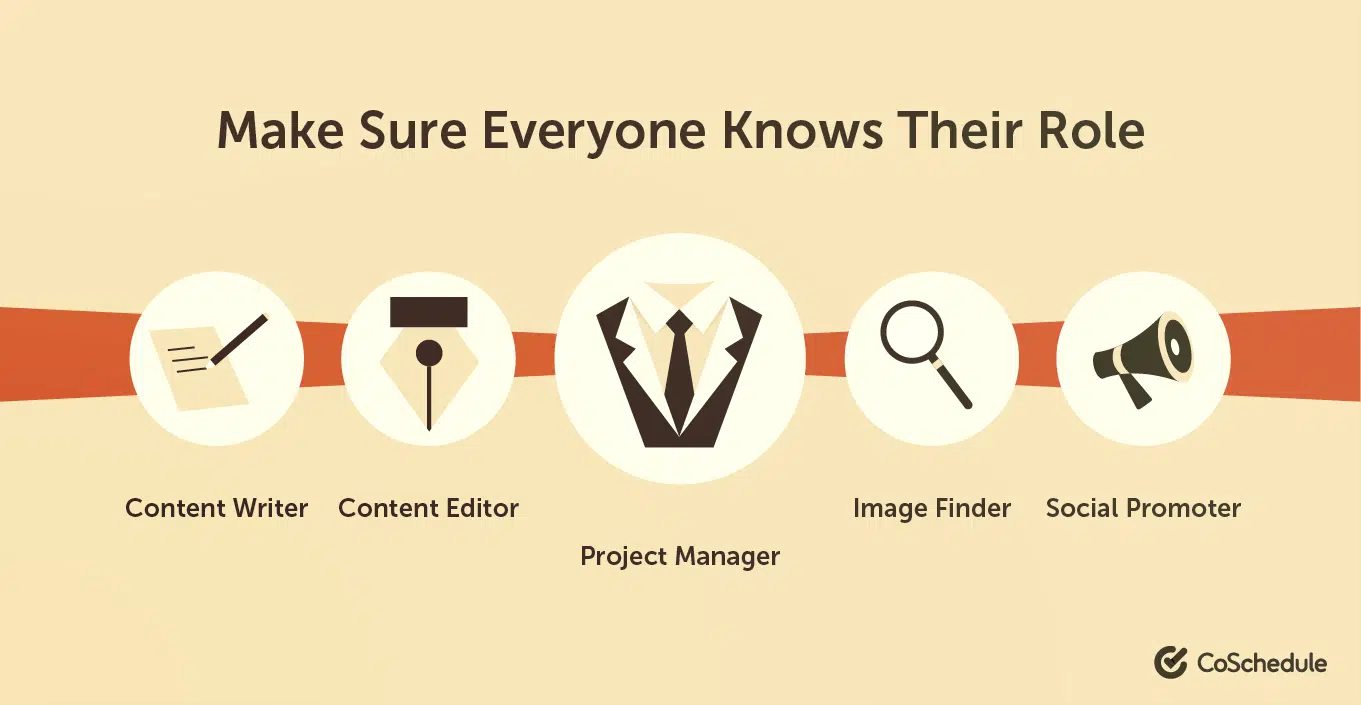 Make Sure Everyone Knows Their Role
Content Writer
Content Editor
Project Manager
Image Finder
Social Promoter
CoSchedule